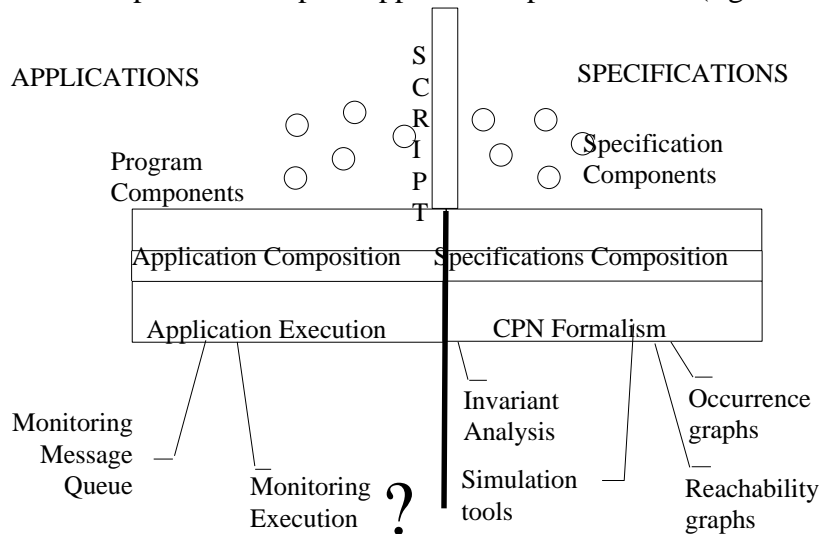 APPLICATIONS
SCRIPT
SPECIFICATIONS
Program
Components
Specification
Components
Application Composition
Specifications Composition
Application Execution
CPN Formalism
Monitoring
Message
Queue
Monitoring
Execution
?
Invariant
Analysis
Simulation
tools
Occurrence
graphs
Reachability
graphs